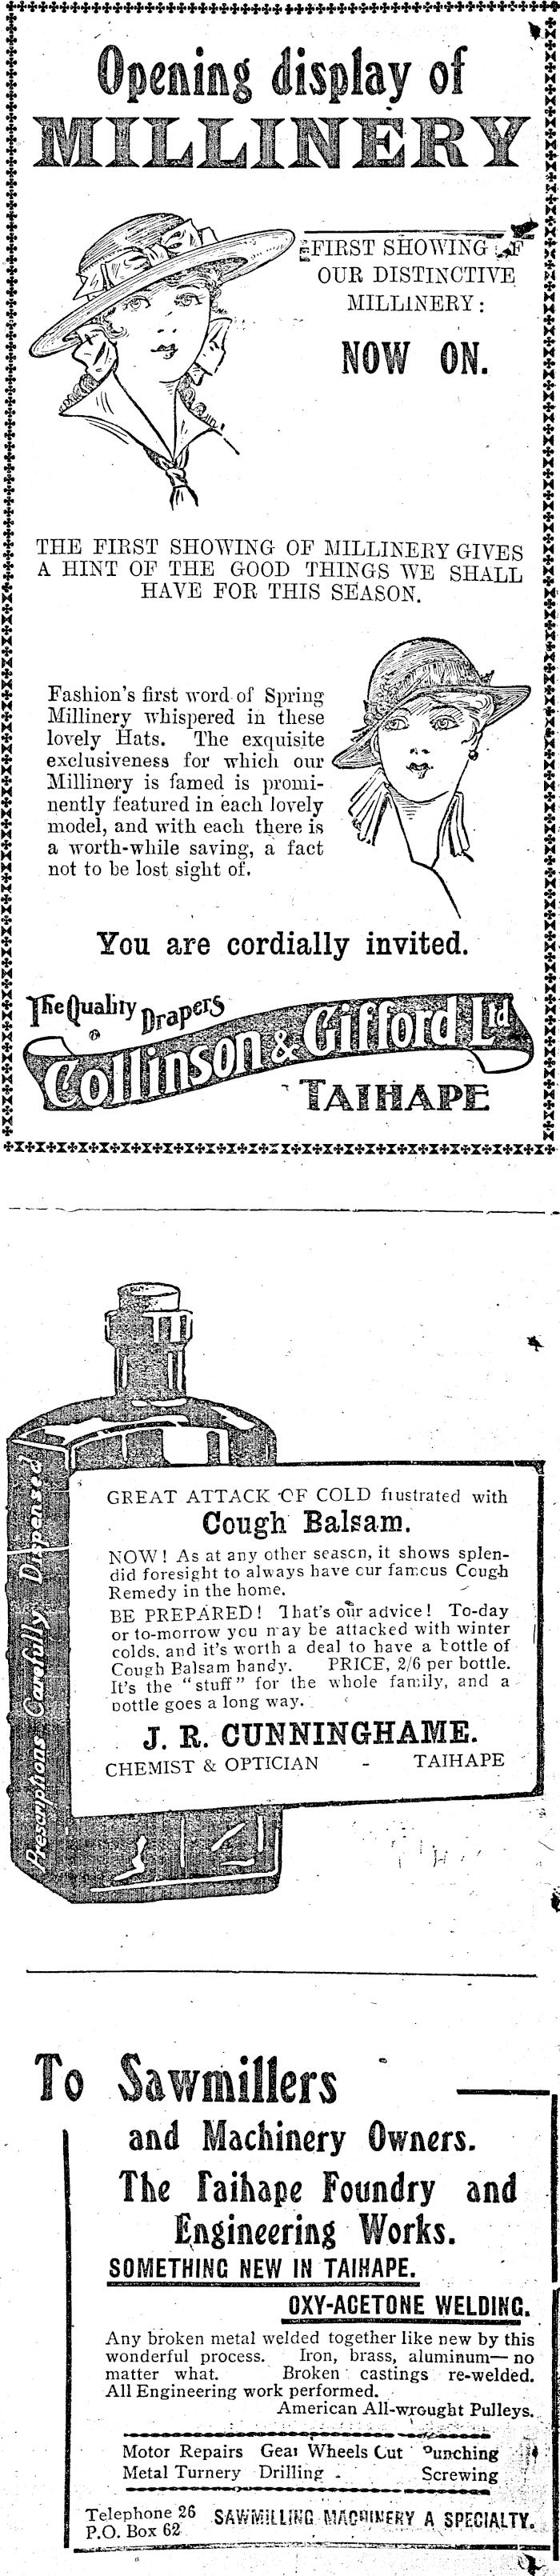 Opening display of
MILLINERY
FIRST SHOWING OF
OUR DISTINCTIVE
MILLINERY:
NOW ON.
THE FIRST SHOWING OF MILLINERY GIVES
A HINT OF THE GOOD THINGS WE SHALL
HAVE FOR THIS SEASON.
Fashion's first word of Spring
Millinery whispered in these
lovely Hats. The exquisite
exclusiveness for which our
Millinery is famed is promi-
nently featured in each lovely
model, and with each there is
a worth-while saving, a fact
not to be lost sight of.
You are cordially invited.
The Quality Drapers
Collinson & Gifford Ltd
TAIHAPE
Prescriptions Carefully Dispensed
GREAT ATTACK OF COLD frustrated with
Cough Balsam.
NOW! As at any other season, it shows splen-
did foresight to always have our famous Cough
Remedy in the home.
BE PREPARED! That's our advice! To-day
or to-morrow you may be attacked with winter
colds, and it's worth a deal to have a bottle of
Cough Balsam handy. PRICE, 2/6 per bottle.
It's the "stuff" for the whole family, and a
bottle goes a long way.
J. R. CUNNINGHAME.
CHEMIST & OPTICIAN - TAIHAPE
To Sawmillers
and Machinery Owners.
The Taihape Foundry and
Engineering Works.
SOMETHING NEW IN TAIHAPE.
OXY-ACETONE WELDING.
Any broken metal welded together like new by this
wonderful process. Iron, brass, aluminum—no
matter what. Broken castings re-welded.
All Engineering work performed.
American All-wrought Pulleys.
Motor Repairs Gear Wheels Cut Punching
Metal Turnery Drilling - Screwing
Telephone 26
P.O. Box 62
SAWMILLING MACHINERY A SPECIALTY.